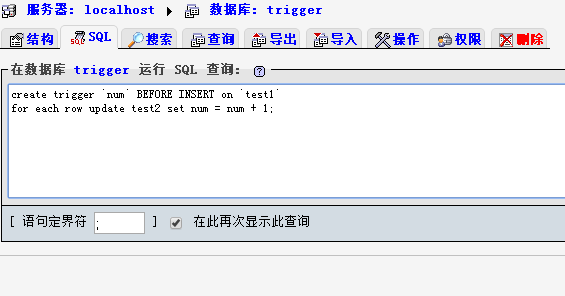 服务器: localhost ▶ 数据库: trigger
结构 SQL 搜索 查询 导出 导入 操作 权限 删除
在数据库 trigger 运行 SQL 查询:
create trigger `num` BEFORE INSERT on `test1`
for each row update test2 set num = num + 1;
[ 语句定界符 ; ] 在此再次显示此查询